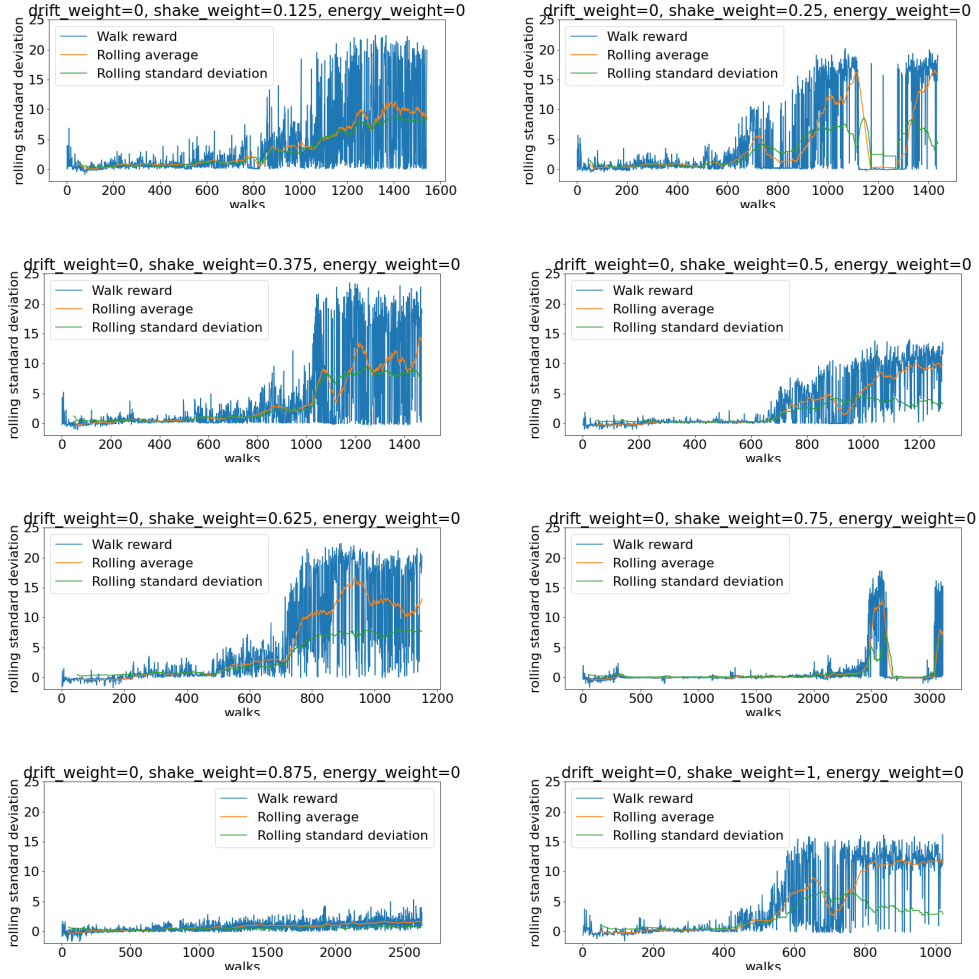 drift_weight=0, shake_weight=0.125, energy_weight=0
rolling standard deviation
25
20
15
10
5
0
Walk reward
Rolling average
Rolling standard deviation
0 200 400 600 800 1000 1200 1400 1600
walks
drift_weight=0, shake_weight=0.25, energy_weight=0
rolling standard deviation
25
20
15
10
5
0
Walk reward
Rolling average
Rolling standard deviation
0 200 400 600 800 1000 1200 1400
walks
drift_weight=0, shake_weight=0.375, energy_weight=0
rolling standard deviation
25
20
15
10
5
0
Walk reward
Rolling average
Rolling standard deviation
0 200 400 600 800 1000 1200 1400
walks
drift_weight=0, shake_weight=0.5, energy_weight=0
rolling standard deviation
25
20
15
10
5
0
Walk reward
Rolling average
Rolling standard deviation
0 200 400 600 800 1000 1200
walks
drift_weight=0, shake_weight=0.625, energy_weight=0
rolling standard deviation
25
20
15
10
5
0
Walk reward
Rolling average
Rolling standard deviation
0 200 400 600 800 1000 1200
walks
drift_weight=0, shake_weight=0.75, energy_weight=0
rolling standard deviation
25
20
15
10
5
0
Walk reward
Rolling average
Rolling standard deviation
0 500 1000 1500 2000 2500 3000
walks
drift_weight=0, shake_weight=0.875, energy_weight=0
rolling standard deviation
25
20
15
10
5
0
Walk reward
Rolling average
Rolling standard deviation
0 500 1000 1500 2000 2500
drift_weight=0, shake_weight=1, energy_weight=0
rolling standard deviation
25
20
15
10
5
0
Walk reward
Rolling average
Rolling standard deviation
0 200 400 600 800 1000